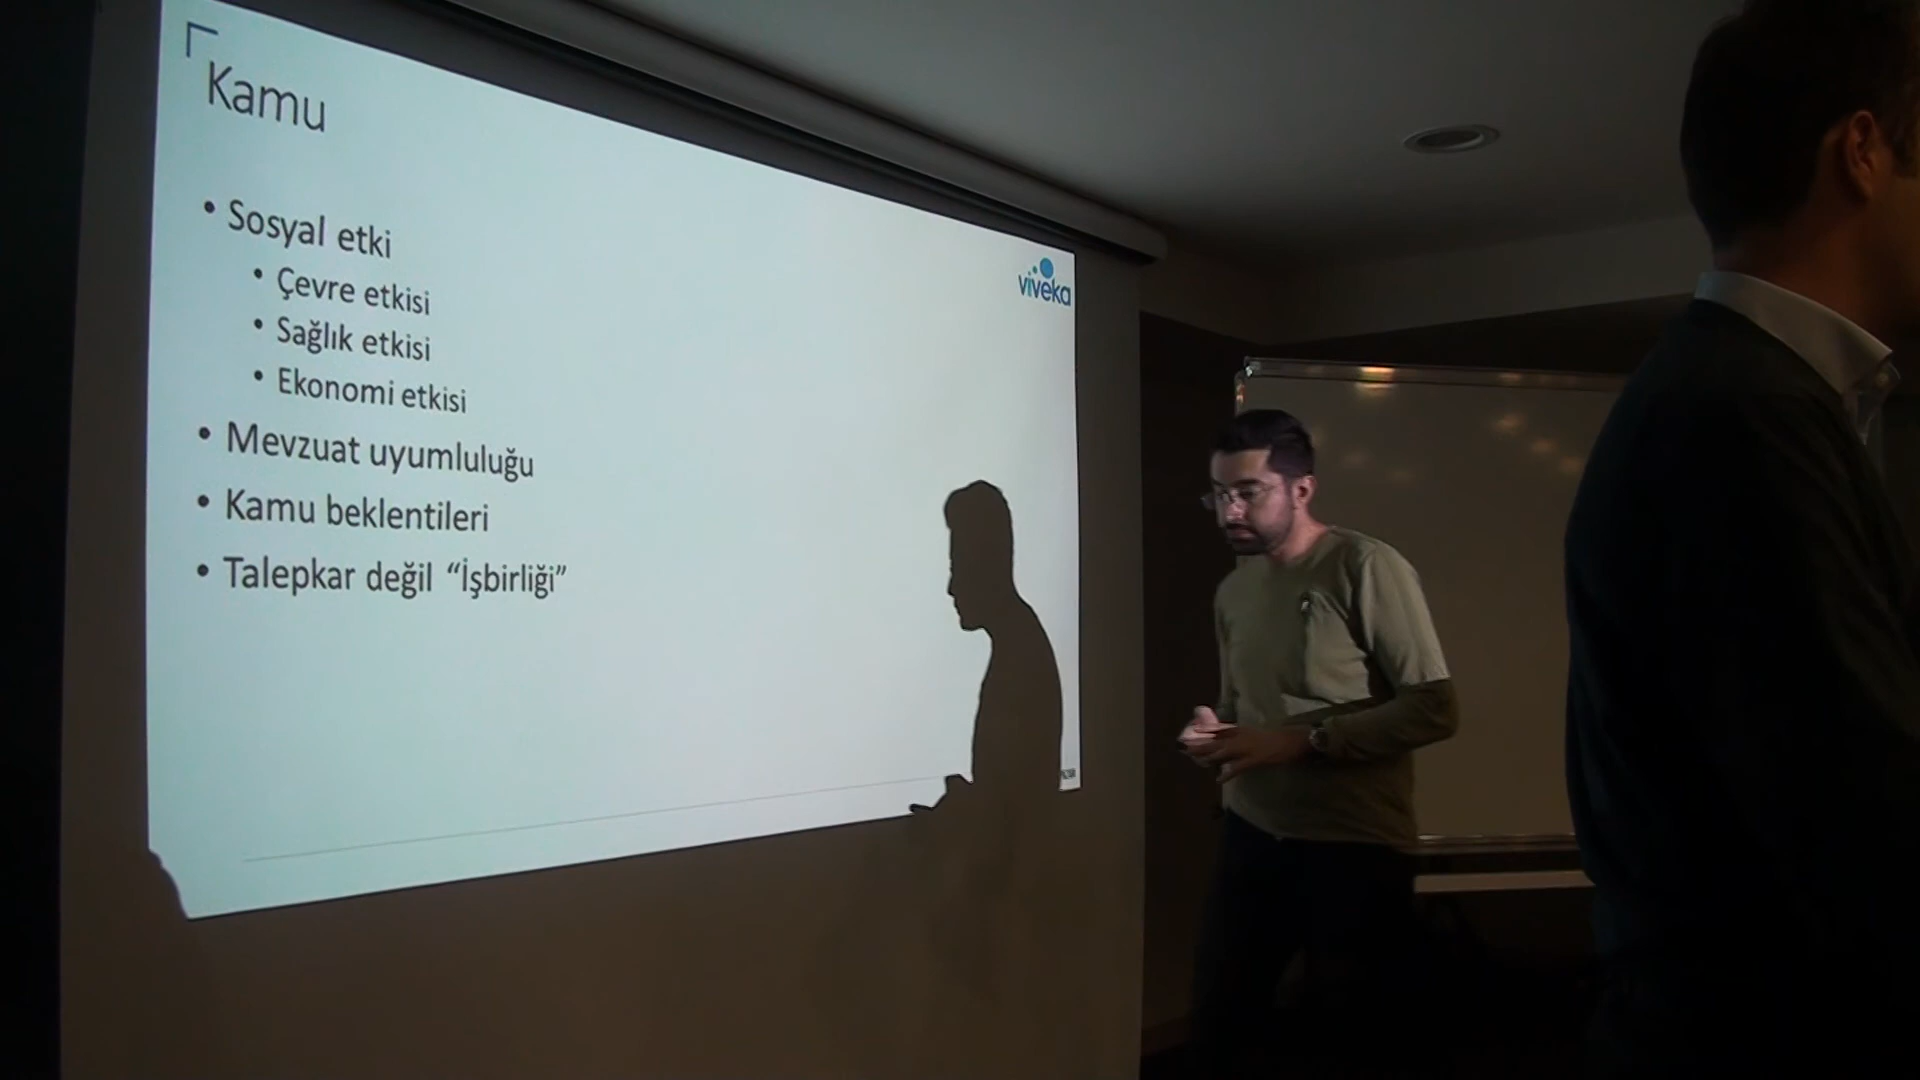 Kamu
• Sosyal etki
• Çevre etkisi
• Sağlık etkisi
• Ekonomi etkisi
• Mevzuat uyumluluğu
• Kamu beklentileri
• Talepkar değil “İşbirliği”
viveka